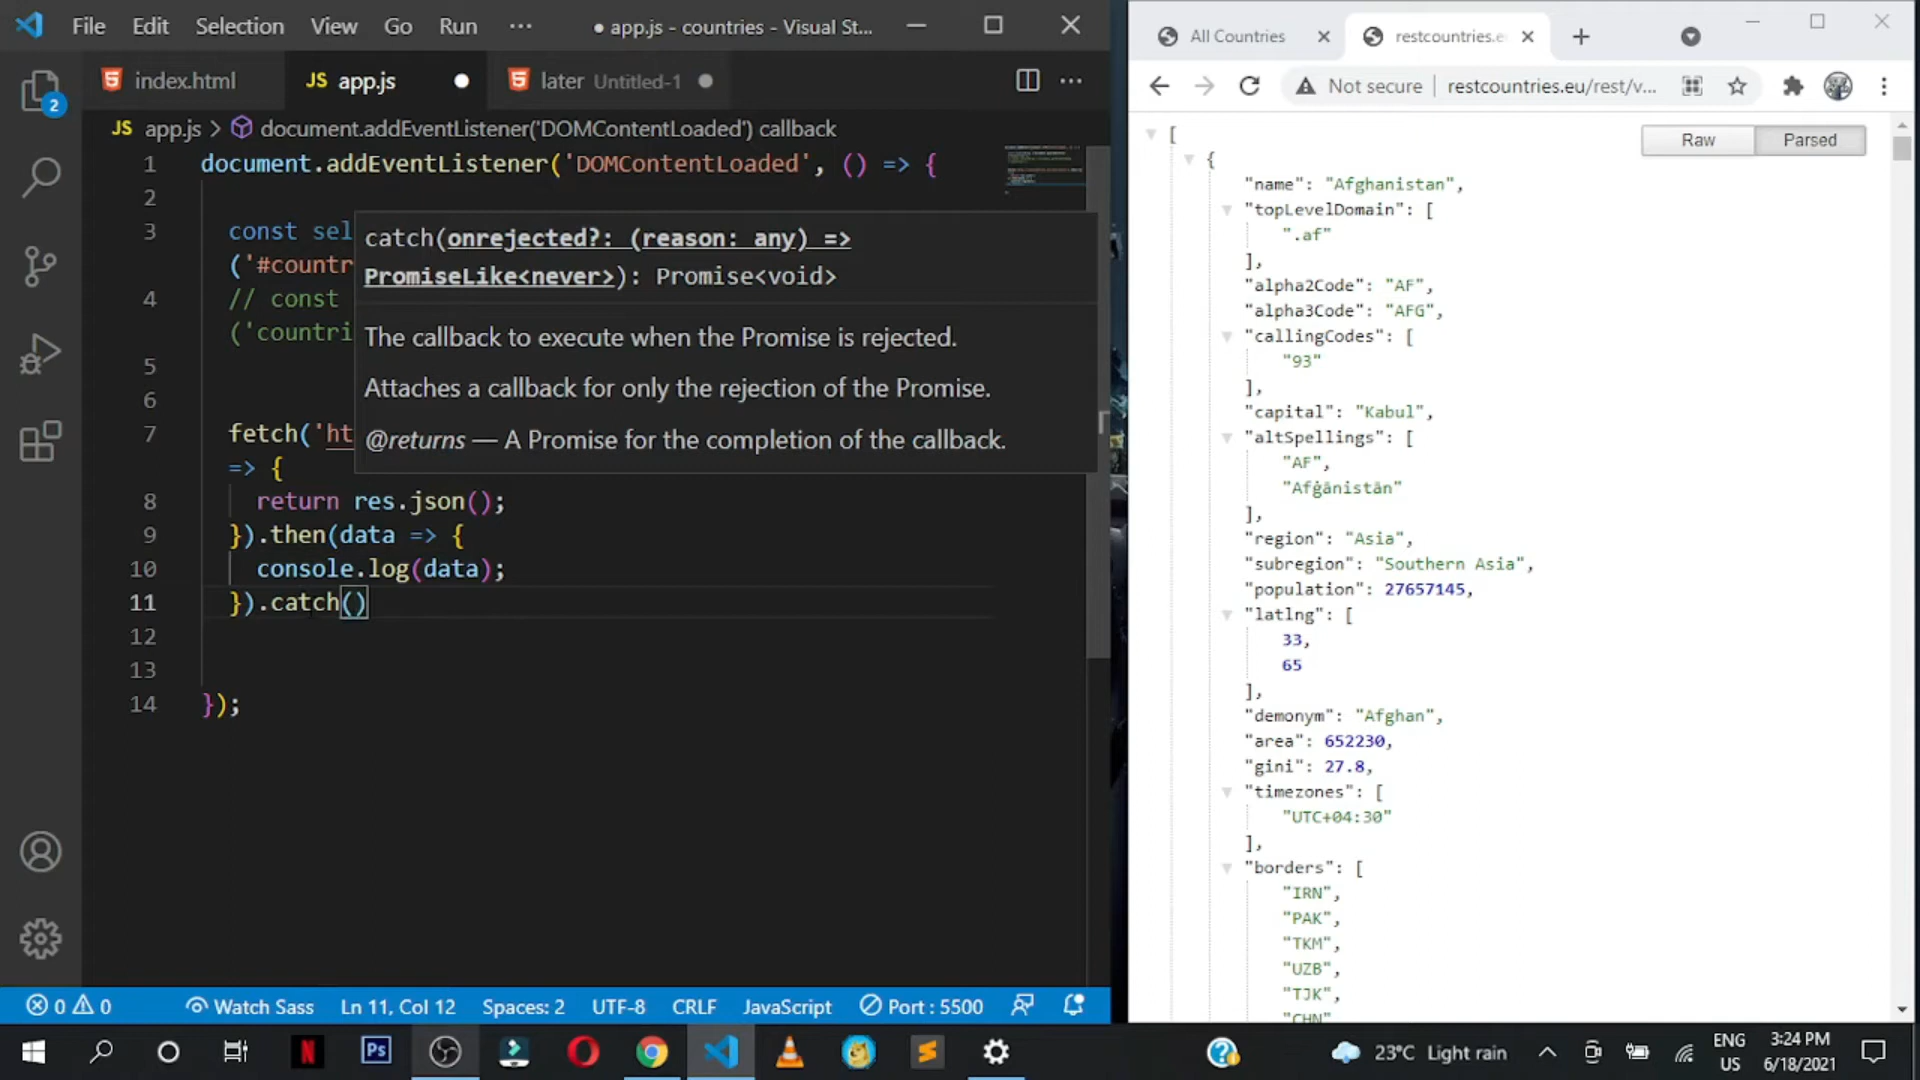 File Edit Selection View Go Run ··· ● app.js - countries - Visual St...
index.html JS app.js ● later Untitled-1 ●
JS app.js > document.addEventListener('DOMContentLoaded') callback
1 document.addEventListener('DOMContentLoaded', () => {
2
3 const sel
('#countr
4 // const
('countri
5
6
7 fetch('ht
=> {
8 return res.json();
9 }).then(data => {
10 console.log(data);
11 }).catch()
12
13
14 });
catch(onrejected?: (reason: any) =>
PromiseLike<never>): Promise<void>
The callback to execute when the Promise is rejected.
Attaches a callback for only the rejection of the Promise.
@returns — A Promise for the completion of the callback.
2
0 0 Watch Sass Ln 11, Col 12 Spaces: 2 UTF-8 CRLF JavaScript Port : 5500
All Countries restcountries.e
Not secure restcountries.eu/rest/v...
Raw Parsed
[
{
"name": "Afghanistan",
"topLevelDomain": [
".af"
],
"alpha2Code": "AF",
"alpha3Code": "AFG",
"callingCodes": [
"93"
],
"capital": "Kabul",
"altSpellings": [
"AF",
"Afġānistān"
],
"region": "Asia",
"subregion": "Southern Asia",
"population": 27657145,
"latlng": [
33,
65
],
"demonym": "Afghan",
"area": 652230,
"gini": 27.8,
"timezones": [
"UTC+04:30"
],
"borders": [
"IRN",
"PAK",
"TKM",
"UZB",
"TJK",
"CHN"
N Ps S 23°C Light rain ENG 3:24 PM
US 6/18/2021